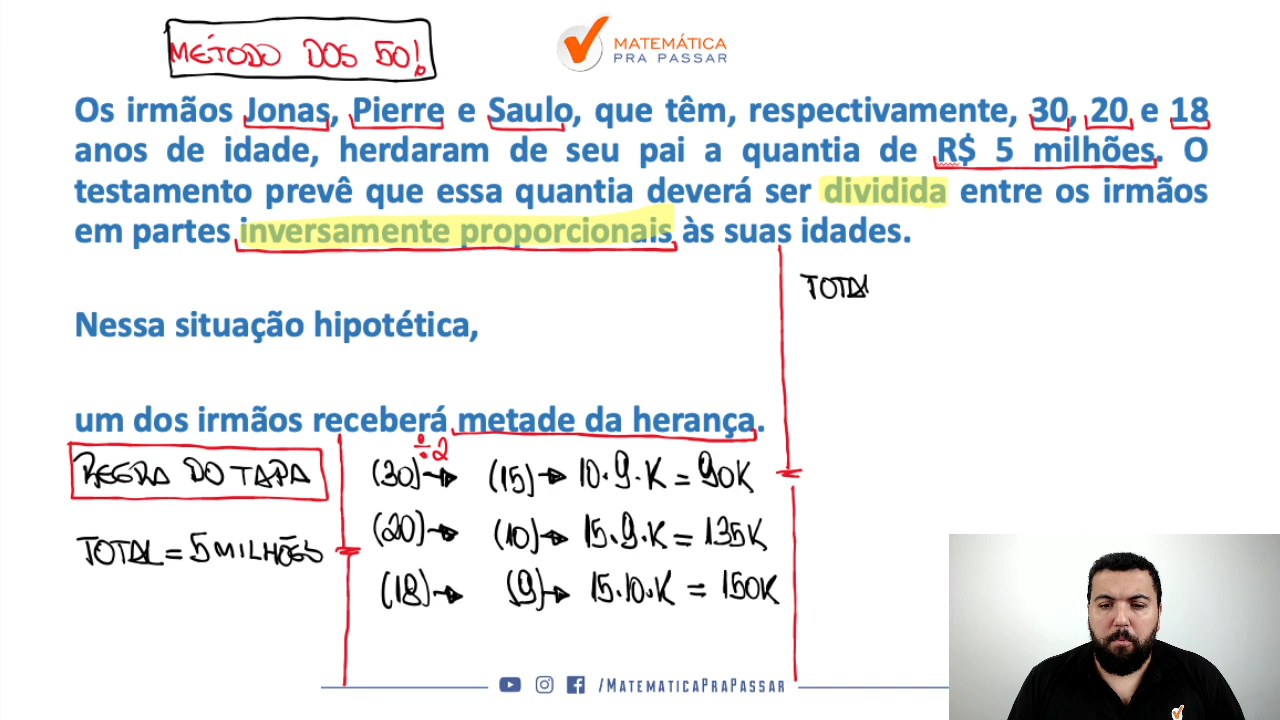 MÉTODO DOS 50!
MATEMÁTICA
PRA PASSAR
Os irmãos Jonas, Pierre e Saulo, que têm, respectivamente, 30, 20 e 18
anos de idade, herdaram de seu pai a quantia de R$ 5 milhões. O
testamento prevê que essa quantia deverá ser dividida entre os irmãos
em partes inversamente proporcionais às suas idades.
TOTAL
Nessa situação hipotética,
um dos irmãos receberá metade da herança.
÷2
REGRA DO TAPA
(30)→ (15)→ 10.9.K = 90K
(20)→ (10)→ 15.9.K = 135K
TOTAL = 5 MILHÕES
(18)→ (9)→ 15.10.K = 150K
/MATEMATICAPRAPASSAR